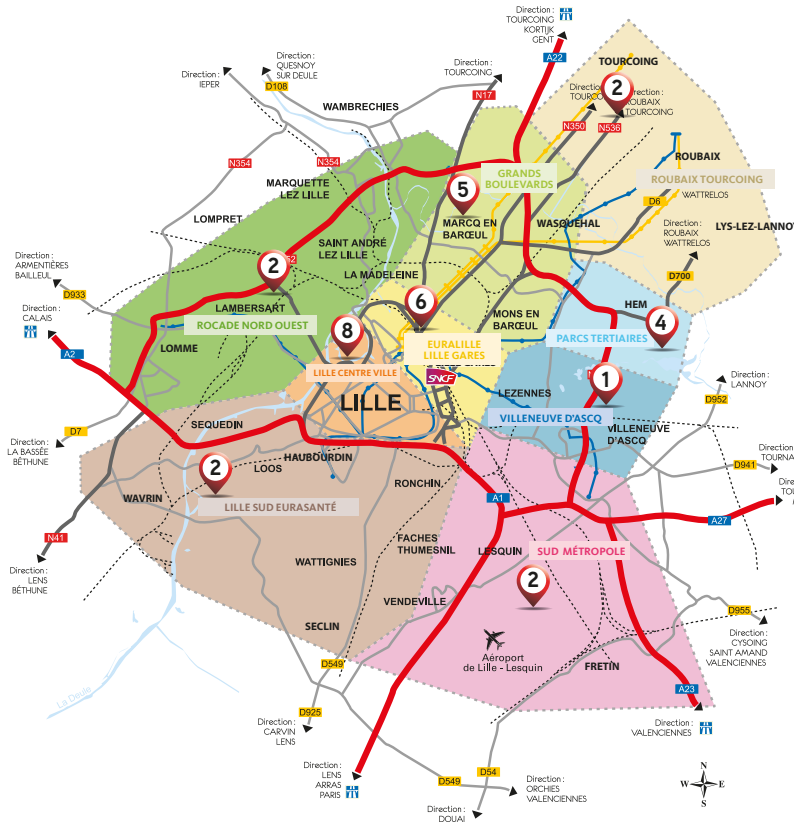 Direction :
TOURCOING
KORTIJK
GENT
A22
Direction :
QUESNOY
SUR DEULE
D108
Direction :
IEPER
Direction :
TOURCOING
N17
TOURCOING
Direction :
2
Direction :
ROUBAIX
TOURCOING
N350
N536
WAMBRECHIES
N354
N354
ROUBAIX
GRANDS
BOULEVARDS
ROUBAIX TOURCOING
WATTRELOS
D6
MARQUETTE
LEZ LILLE
5
LOMPRET
MARCQ EN
BARŒUL
WASQUEHAL
LYS-LEZ-LANNOY
Direction :
ROUBAIX
WATTRELOS
SAINT ANDRÉ
LEZ LILLE
Direction :
ARMENTIÈRES
BAILLEUL
2
LA MADELEINE
D700
D933
LAMBERSART
6
HEM
Direction :
CALAIS
ROCADE NORD OUEST
8
MONS EN
BARŒUL
4
PARCS TERTIAIRES
LOMME
EURALILLE
LILLE GARES
A2
LILLE CENTRE VILLE
SNCF
1
Direction :
LANNOY
LEZENNES
D952
LILLE
VILLENEUVE D'ASCQ
SEQUEDIN
VILLENEUVE
D'ASCQ
D7
Direction :
LA BASSÉE
BÉTHUNE
HAUBOURDIN
2
LOOS
D941
RONCHIN
WAVRIN
A1
LILLE SUD EURASANTÉ
A27
N41
FACHES
THUMESNIL
LESQUIN
SUD MÉTROPOLE
Direction :
LENS
BÉTHUNE
WATTIGNIES
2
VENDEVILLE
D955
SECLIN
Direction :
CYSOING
SAINT AMAND
VALENCIENNES
Aéroport
de Lille - Lesquin
FRETIN
D549
A23
La Deule
D925
Direction :
CARVIN
LENS
Direction :
VALENCIENNES
Direction :
LENS
ARRAS
PARIS
D54
D549
Direction :
ORCHIES
VALENCIENNES
Direction :
DOUAI
N
W E
S